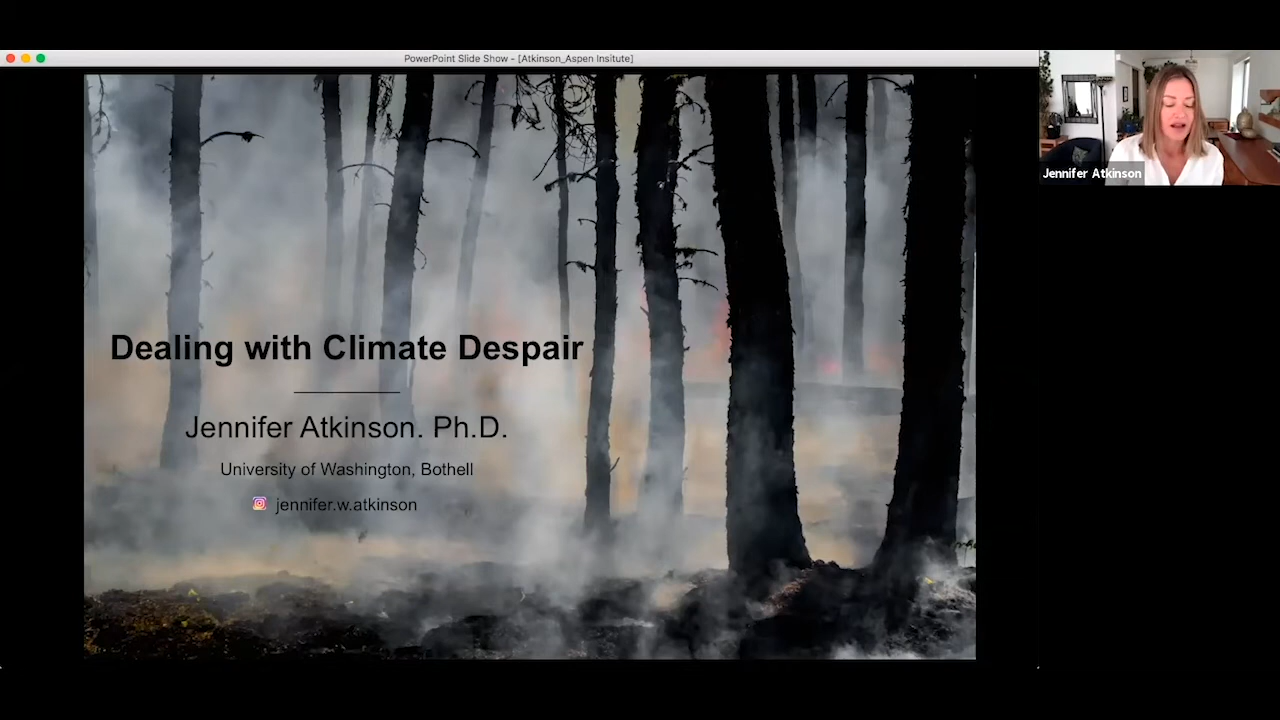 PowerPoint Slide Show - [Atkinson_Aspen Insitute]
Jennifer Atkinson
Dealing with Climate Despair
Jennifer Atkinson. Ph.D.
University of Washington, Bothell
jennifer.w.atkinson